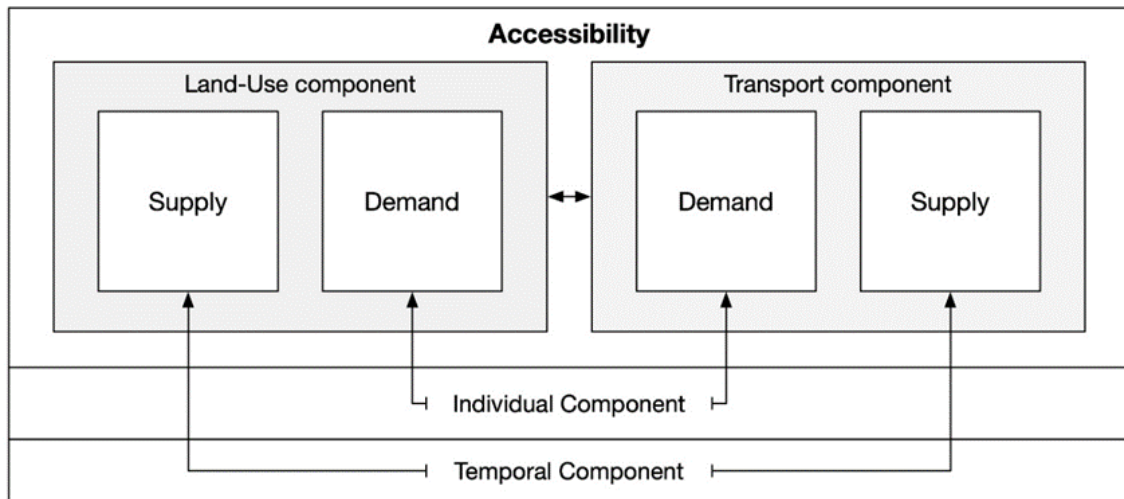 Accessibility
Land-Use component
Transport component
Supply
Demand
Demand
Supply
Individual Component
Temporal Component